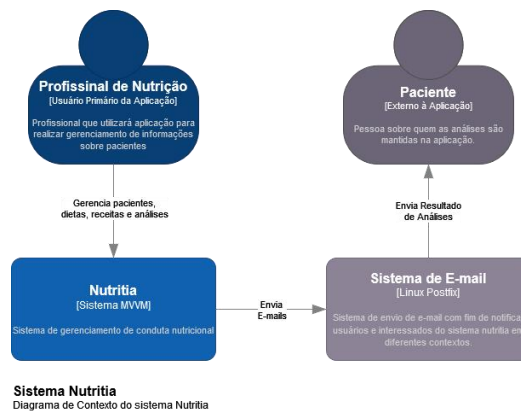 Profissinal de Nutrição
[Usuário Primário da Aplicação]
Profissional que utilizará aplicação para
realizar gerenciamento de informações
sobre pacientes
Paciente
[Externo à Aplicação]
Pessoa sobre quem as análises são
mantidas na aplicação.
Gerencia pacientes,
dietas, receitas e análises
Envia Resultado
de Análises
Nutritia
[Sistema MVVM]
Sistema de gerenciamento de conduta nutricional
Envia
E-mails
Sistema de E-mail
[Linux Postfix]
Sistema de envio de e-mail com fim de notifica
usuários e interessados do sistema nutritia em
diferentes contextos.
Sistema Nutritia
Diagrama de Contexto do sistema Nutritia